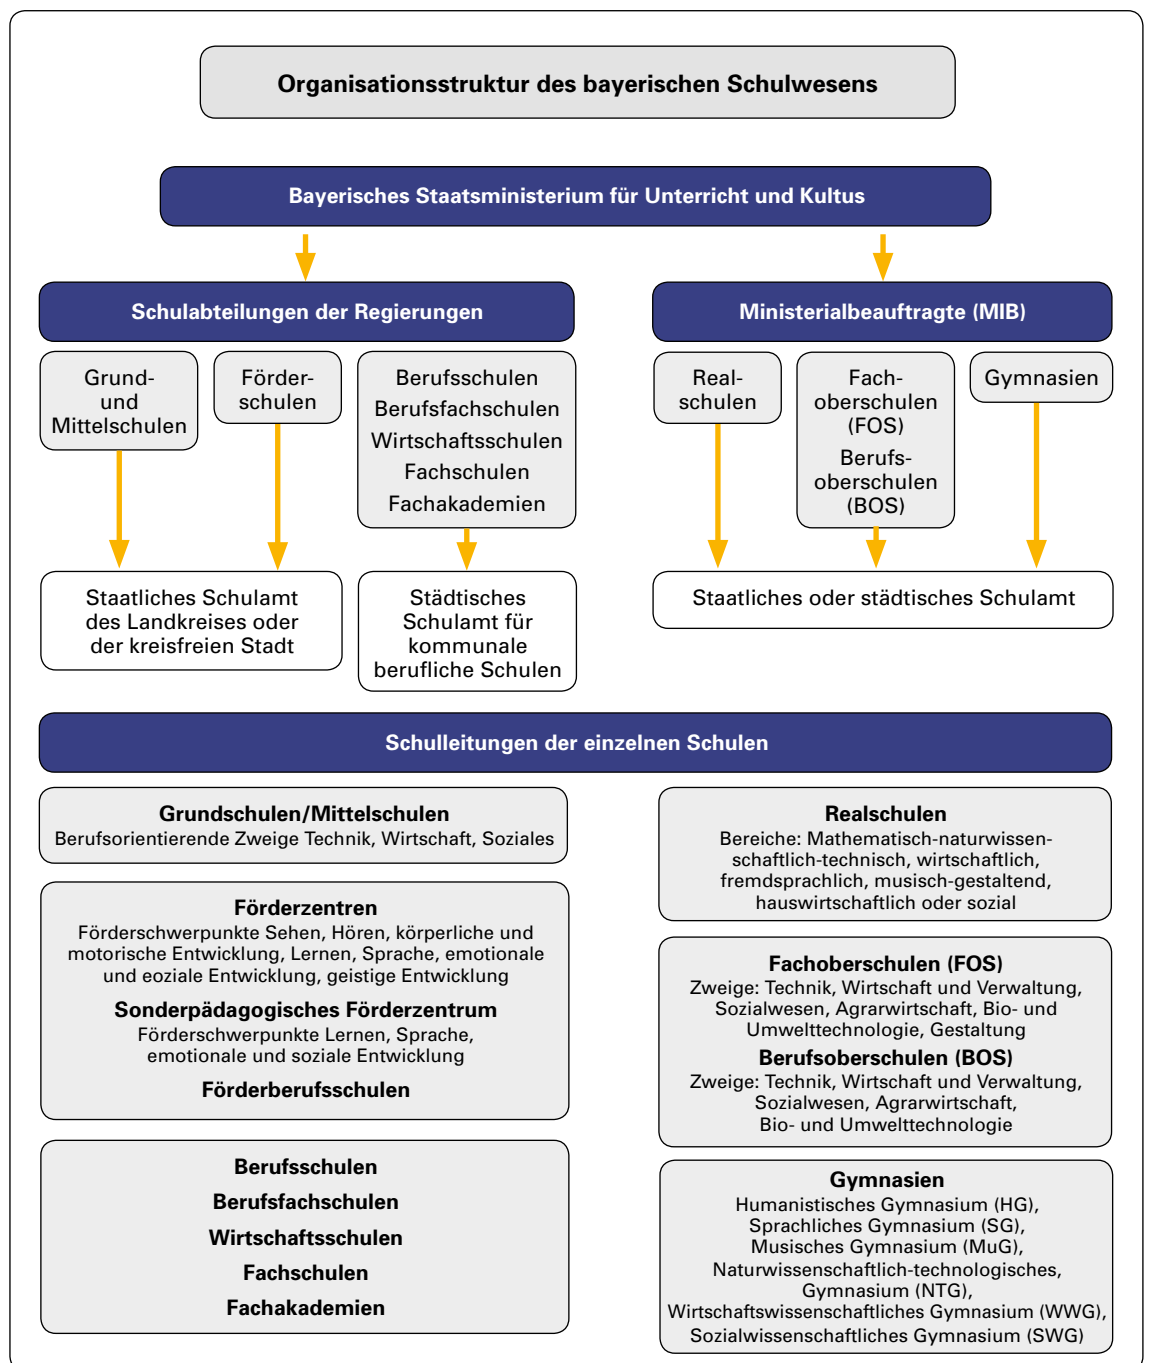 Organisationsstruktur des bayerischen Schulwesens
Bayerisches Staatsministerium für Unterricht und Kultus
Schulabteilungen der Regierungen
Ministerialbeauftragte (MIB)
Grund-
und
Mittelschulen
Förder-
schulen
Berufsschulen
Berufsfachschulen
Wirtschaftsschulen
Fachschulen
Fachakademien
Real-
schulen
Fach-
oberschulen
(FOS)
Berufs-
oberschulen
(BOS)
Gymnasien
Staatliches Schulamt
des Landkreises oder
der kreisfreien Stadt
Städtisches
Schulamt für
kommunale
berufliche Schulen
Staatliches oder städtisches Schulamt
Schulleitungen der einzelnen Schulen
Grundschulen/Mittelschulen
Berufsorientierende Zweige Technik, Wirtschaft, Soziales
Förderzentren
Förderschwerpunkte Sehen, Hören, körperliche und
motorische Entwicklung, Lernen, Sprache, emotionale
und eoziale Entwicklung, geistige Entwicklung
Sonderpädagogisches Förderzentrum
Förderschwerpunkte Lernen, Sprache,
emotionale und soziale Entwicklung
Förderberufsschulen
Berufsschulen
Berufsfachschulen
Wirtschaftsschulen
Fachschulen
Fachakademien
Realschulen
Bereiche: Mathematisch-naturwissen-
schaftlich-technisch, wirtschaftlich,
fremdsprachlich, musisch-gestaltend,
hauswirtschaftlich oder sozial
Fachoberschulen (FOS)
Zweige: Technik, Wirtschaft und Verwaltung,
Sozialwesen, Agrarwirtschaft, Bio- und
Umwelttechnologie, Gestaltung
Berufsoberschulen (BOS)
Zweige: Technik, Wirtschaft und Verwaltung,
Sozialwesen, Agrarwirtschaft,
Bio- und Umwelttechnologie
Gymnasien
Humanistisches Gymnasium (HG),
Sprachliches Gymnasium (SG),
Musisches Gymnasium (MuG),
Naturwissenschaftlich-technologisches,
Gymnasium (NTG),
Wirtschaftswissenschaftliches Gymnasium (WWG),
Sozialwissenschaftliches Gymnasium (SWG)